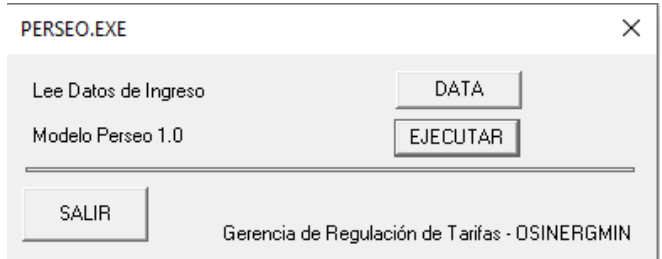 PERSEO.EXE
Lee Datos de Ingreso DATA
Modelo Perseo 1.0 EJECUTAR
SALIR
Gerencia de Regulación de Tarifas - OSINERGMIN